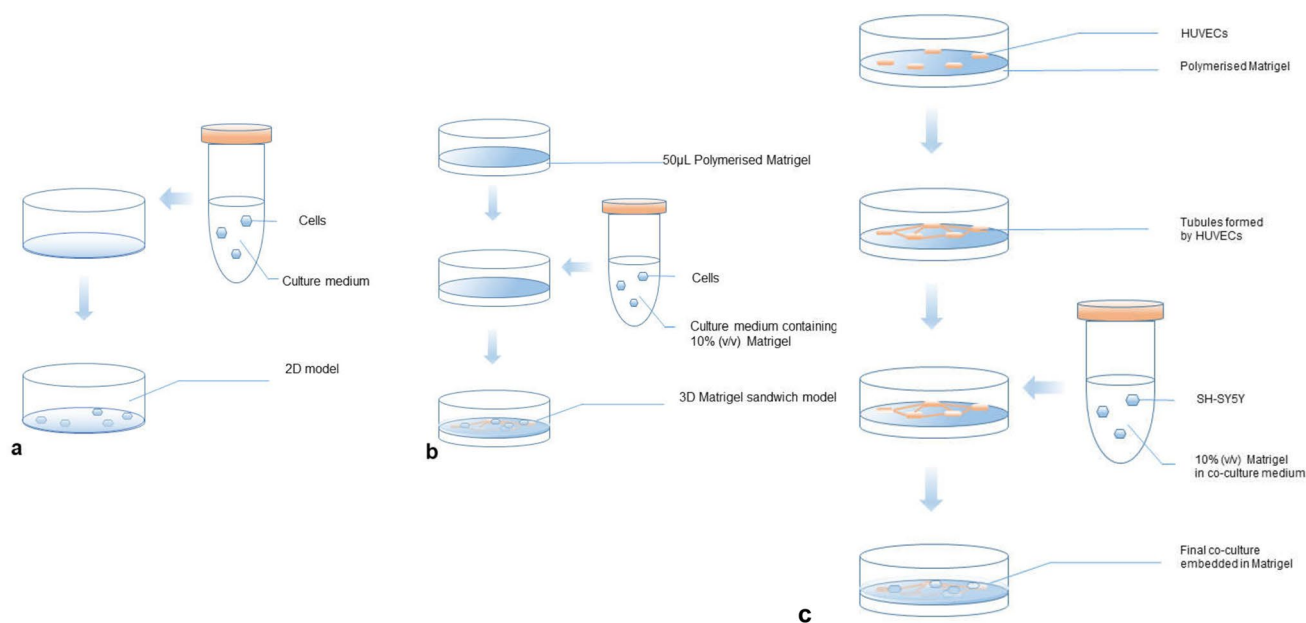 Cells
Culture medium
2D model
a
50µL Polymerised Matrigel
Cells
Culture medium containing
10% (v/v) Matrigel
3D Matrigel sandwich model
b
HUVECs
Polymerised Matrigel
Tubules formed
by HUVECs
SH-SY5Y
10% (v/v) Matrigel
in co-culture medium
Final co-culture
embedded in Matrigel
c